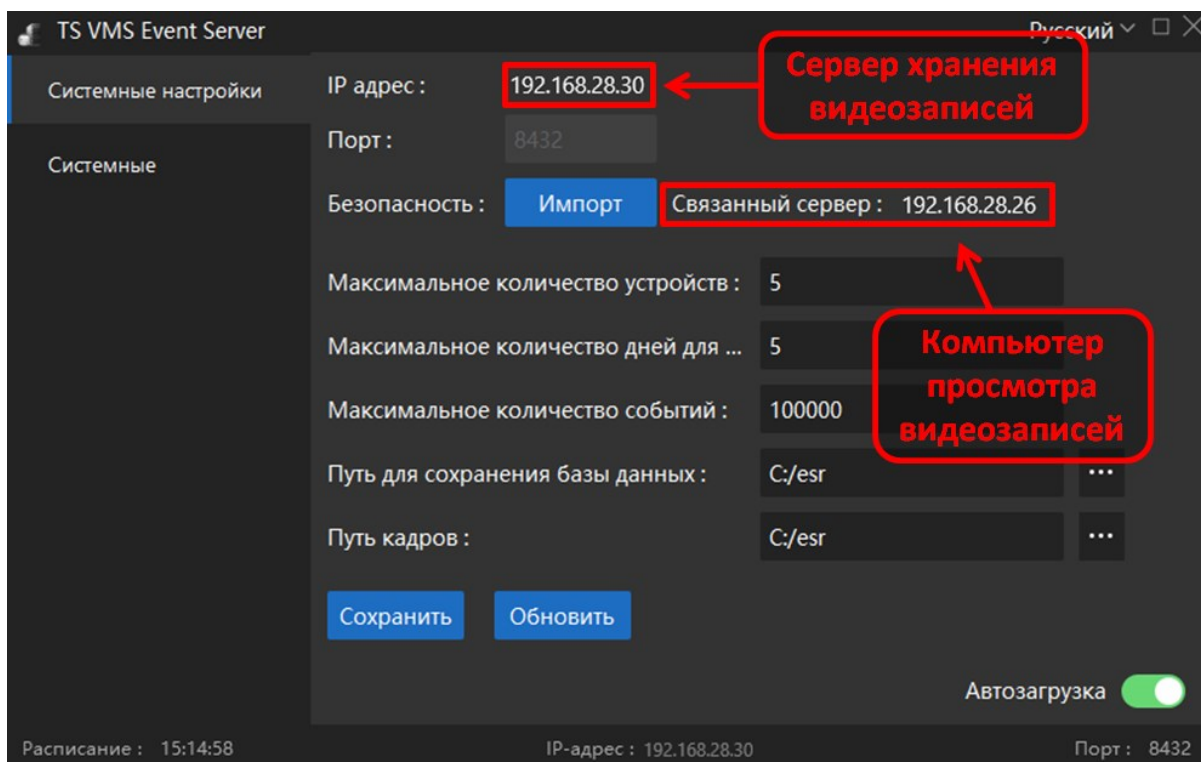 TS VMS Event Server
Русский
Системные настройки
Системные
IP адрес : 192.168.28.30
Сервер хранения
видеозаписей
Порт : 8432
Безопасность : Импорт Связанный сервер : 192.168.28.26
Максимальное количество устройств : 5
Максимальное количество дней для ... 5
Компьютер
просмотра
видеозаписей
Максимальное количество событий : 100000
Путь для сохранения базы данных : C:/esr ...
Путь кадров : C:/esr ...
Сохранить Обновить
Автозагрузка
Расписание : 15:14:58 IP-адрес : 192.168.28.30 Порт : 8432